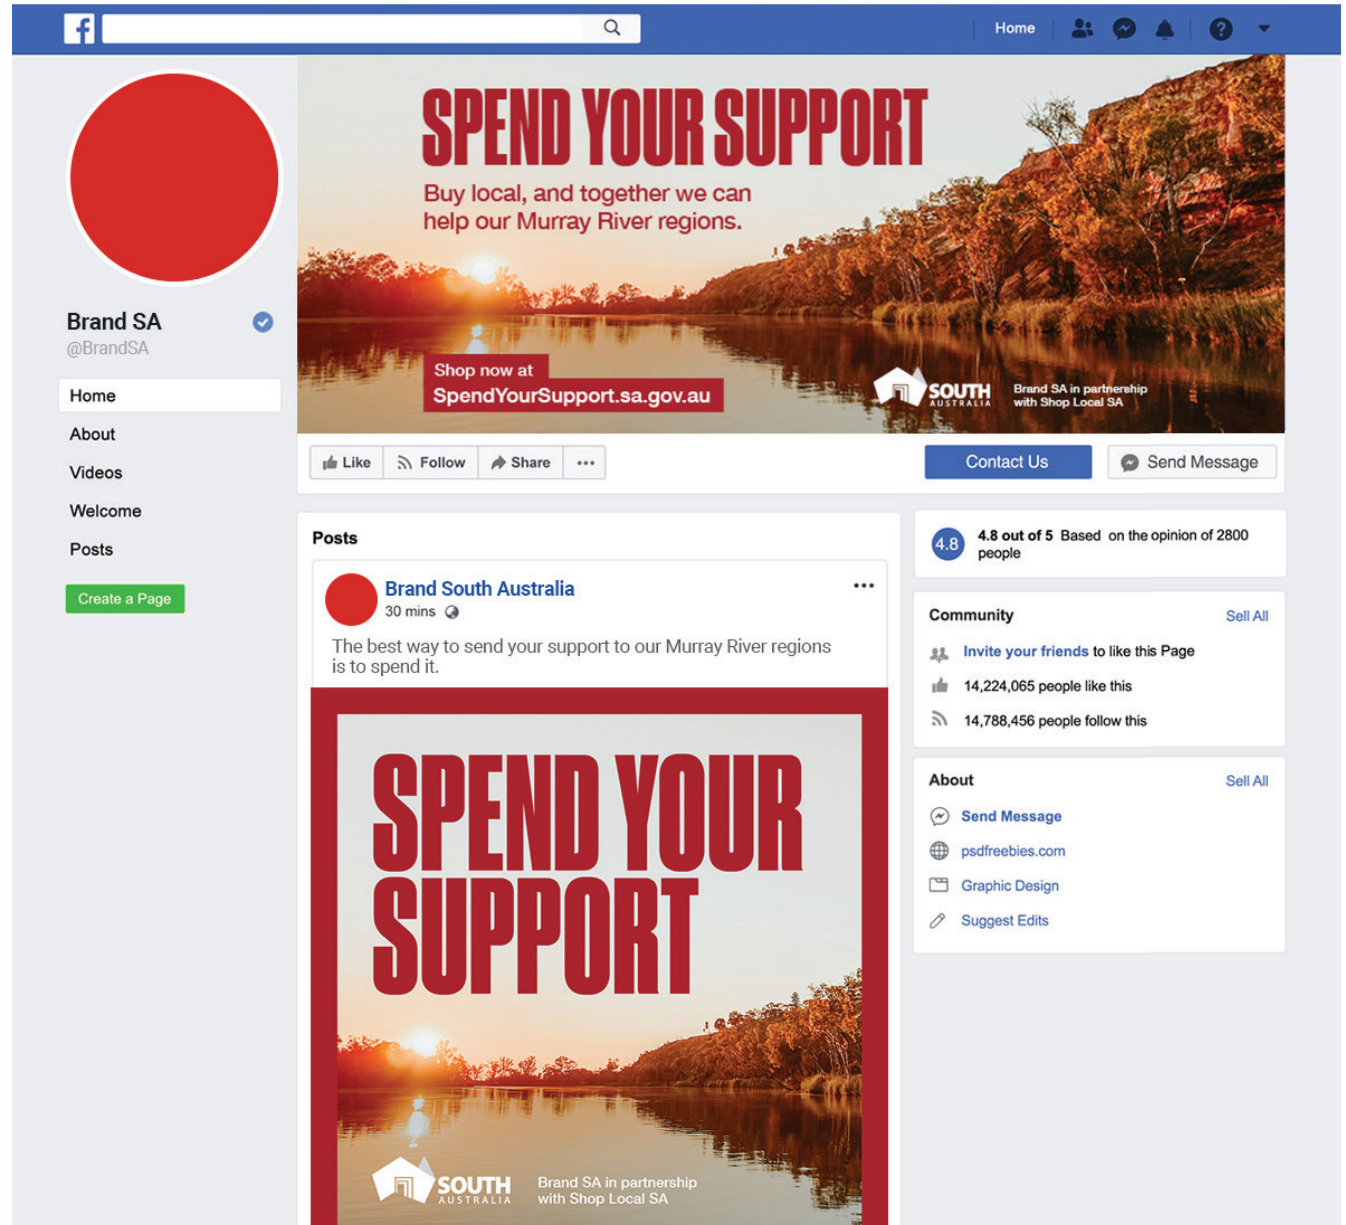 f
Home
SPEND YOUR SUPPORT
Buy local, and together we can
help our Murray River regions.
Shop now at
SpendYourSupport.sa.gov.au
SOUTH
AUSTRALIA
Brand SA in partnership
with Shop Local SA
Brand SA
@BrandSA
Home
About
Videos
Welcome
Posts
Create a Page
Like
Follow
Share
Contact Us
Send Message
Posts
Brand South Australia
30 mins
The best way to send your support to our Murray River regions
is to spend it.
SPEND YOUR
SUPPORT
SOUTH
AUSTRALIA
Brand SA in partnership
with Shop Local SA
4.8
4.8 out of 5 Based on the opinion of 2800
people
Community
Sell All
Invite your friends to like this Page
14,224,065 people like this
14,788,456 people follow this
About
Sell All
Send Message
psdfreebies.com
Graphic Design
Suggest Edits